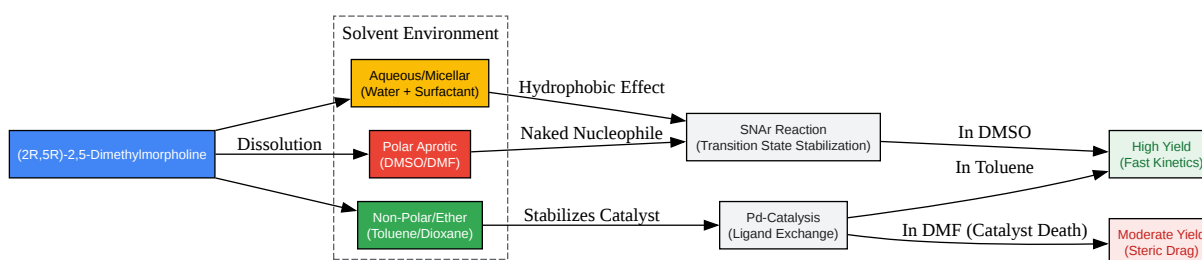 Solvent Environment
Aqueous/Micellar
(Water + Surfactant)
Hydrophobic Effect
(2R,5R)-2,5-Dimethylmorpholine
Dissolution
Polar Aprotic
(DMSO/DMF)
Naked Nucleophile
SNAr Reaction
(Transition State Stabilization)
In DMSO
High Yield
(Fast Kinetics)
In Toluene
Non-Polar/Ether
(Toluene/Dioxane)
Stabilizes Catalyst
Pd-Catalysis
(Ligand Exchange)
In DMF (Catalyst Death)
Moderate Yield
(Steric Drag)